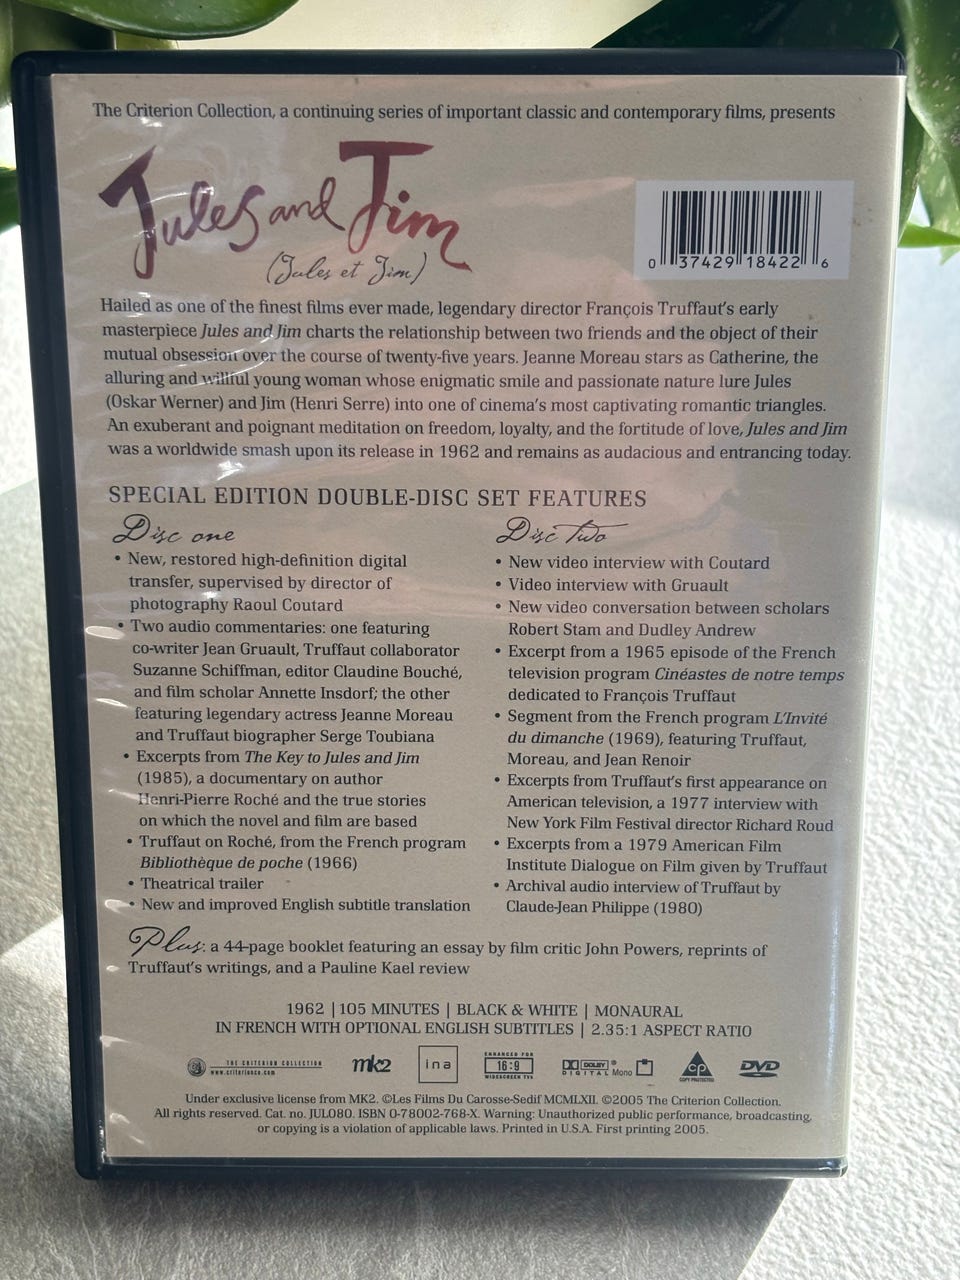 The Criterion Collection, a continuing series of important classic and contemporary films, presents
Jules and Jim
(Jules et Jim)
0 37429 18422 6
Hailed as one of the finest films ever made, legendary director François Truffaut's early
masterpiece Jules and Jim charts the relationship between two friends and the object of their
mutual obsession over the course of twenty-five years. Jeanne Moreau stars as Catherine, the
alluring and willful young woman whose enigmatic smile and passionate nature lure Jules
(Oskar Werner) and Jim (Henri Serre) into one of cinema's most captivating romantic triangles.
An exuberant and poignant meditation on freedom, loyalty, and the fortitude of love, Jules and Jim
was a worldwide smash upon its release in 1962 and remains as audacious and entrancing today.
SPECIAL EDITION DOUBLE-DISC SET FEATURES
Disc one
• New, restored high-definition digital
transfer, supervised by director of
photography Raoul Coutard
• Two audio commentaries: one featuring
co-writer Jean Gruault, Truffaut collaborator
Suzanne Schiffman, editor Claudine Bouché,
and film scholar Annette Insdorf; the other
featuring legendary actress Jeanne Moreau
and Truffaut biographer Serge Toubiana
• Excerpts from The Key to Jules and Jim
(1985), a documentary on author
Henri-Pierre Roché and the true stories
on which the novel and film are based
• Truffaut on Roché, from the French program
Bibliothèque de poche (1966)
• Theatrical trailer
• New and improved English subtitle translation
Disc two
• New video interview with Coutard
• Video interview with Gruault
• New video conversation between scholars
Robert Stam and Dudley Andrew
• Excerpt from a 1965 episode of the French
television program Cinéastes de notre temps
dedicated to François Truffaut
• Segment from the French program L'Invité
du dimanche (1969), featuring Truffaut,
Moreau, and Jean Renoir
• Excerpts from Truffaut's first appearance on
American television, a 1977 interview with
New York Film Festival director Richard Roud
• Excerpts from a 1979 American Film
Institute Dialogue on Film given by Truffaut
• Archival audio interview of Truffaut by
Claude-Jean Philippe (1980)
Plus: a 44-page booklet featuring an essay by film critic John Powers, reprints of
Truffaut's writings, and a Pauline Kael review
1962 | 105 MINUTES | BLACK & WHITE | MONAURAL
IN FRENCH WITH OPTIONAL ENGLISH SUBTITLES | 2.35:1 ASPECT RATIO
THE CRITERION COLLECTION
www.criterionco.com
mk2
ina
ENHANCED FOR
16:9
WIDESCREEN TVs
DOLBY®
DIGITAL Mono
CP
COPY PROTECTED
DVD
Under exclusive license from MK2. ©Les Films Du Carosse-Sedif MCMLXII. ©2005 The Criterion Collection.
All rights reserved. Cat. no. JUL080. ISBN 0-78002-768-X. Warning: Unauthorized public performance, broadcasting,
or copying is a violation of applicable laws. Printed in U.S.A. First printing 2005.